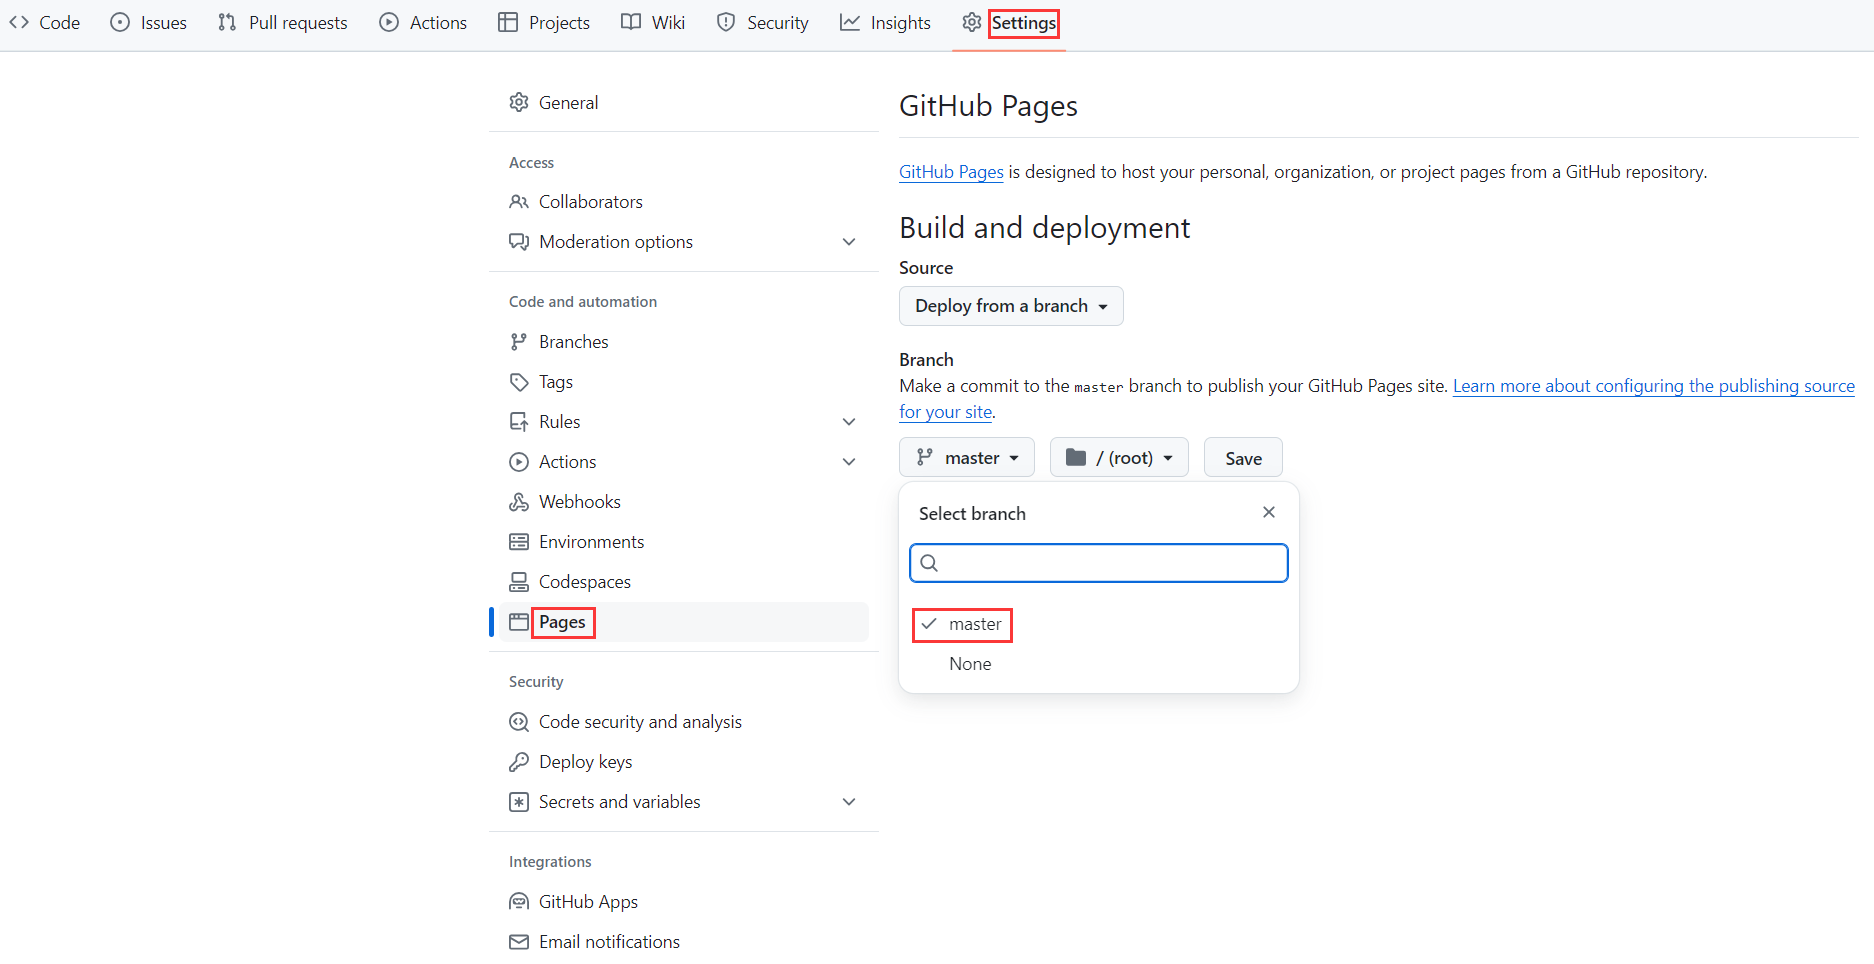 Code Issues Pull requests Actions Projects Wiki Security Insights Settings
General
Access
Collaborators
Moderation options
Code and automation
Branches
Tags
Rules
Actions
Webhooks
Environments
Codespaces
Pages
Security
Code security and analysis
Deploy keys
Secrets and variables
Integrations
GitHub Apps
Email notifications
GitHub Pages
GitHub Pages is designed to host your personal, organization, or project pages from a GitHub repository.
Build and deployment
Source
Deploy from a branch
Branch
Make a commit to the master branch to publish your GitHub Pages site. Learn more about configuring the publishing source
for your site.
master / (root) Save
Select branch
master
None